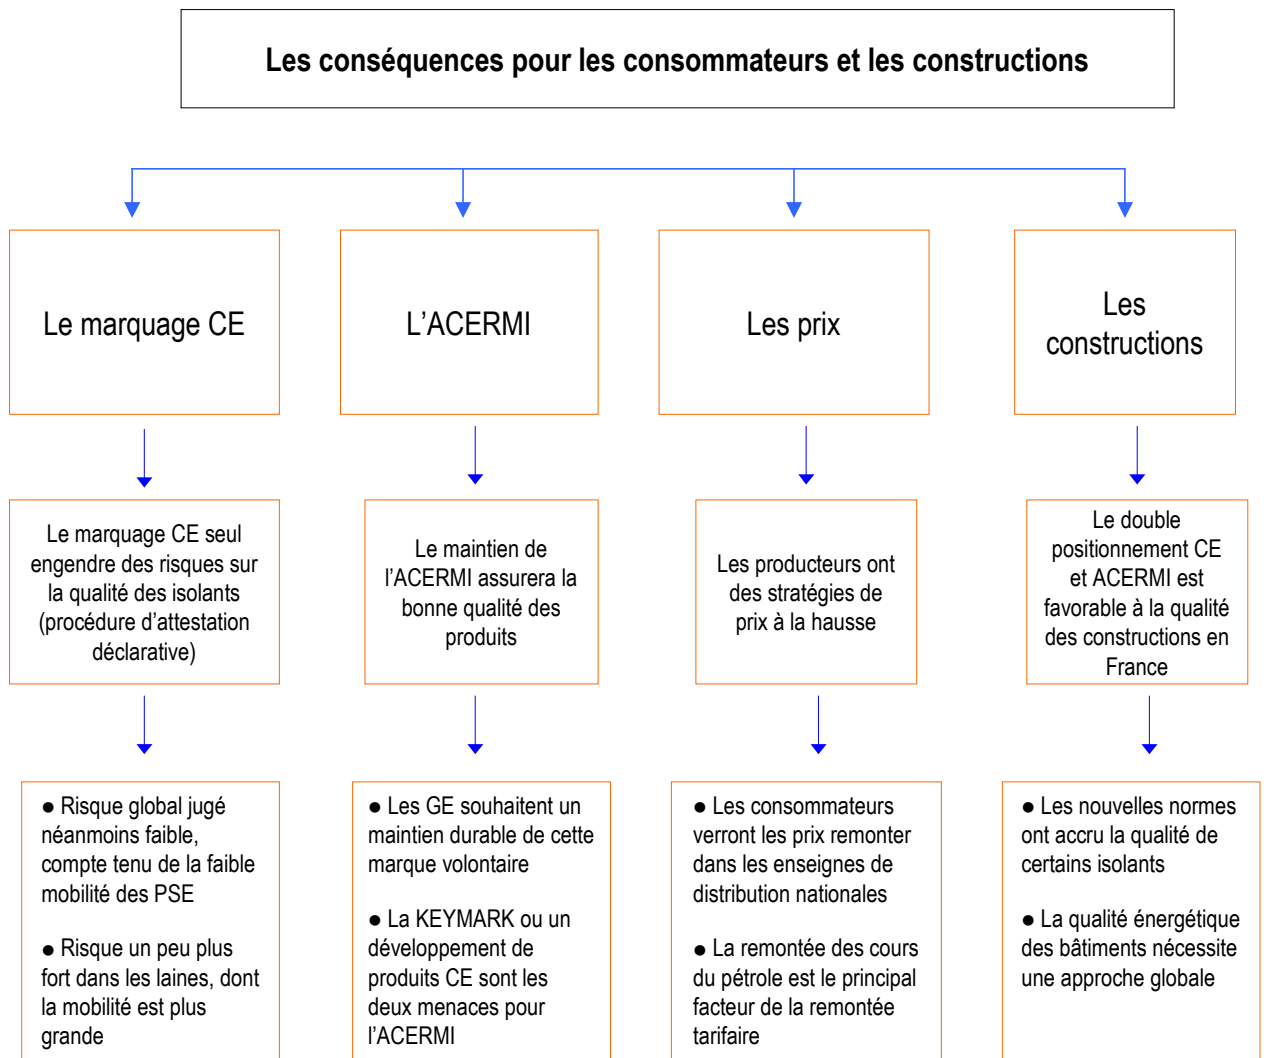 Les conséquences pour les consommateurs et les constructions
Le marquage CE
L’ACERMI
Les prix
Les
constructions
Le marquage CE seul
engendre des risques sur
la qualité des isolants
(procédure d’attestation
déclarative)
Le maintien de
l’ACERMI assurera la
bonne qualité des
produits
Les producteurs ont
des stratégies de
prix à la hausse
Le double
positionnement CE
et ACERMI est
favorable à la qualité
des constructions en
France
● Risque global jugé
néanmoins faible,
compte tenu de la faible
mobilité des PSE
● Risque un peu plus
fort dans les laines, dont
la mobilité est plus
grande
● Les GE souhaitent un
maintien durable de cette
marque volontaire
● La KEYMARK ou un
développement de
produits CE sont les
deux menaces pour
l’ACERMI
● Les consommateurs
verront les prix remonter
dans les enseignes de
distribution nationales
● La remontée des cours
du pétrole est le principal
facteur de la remontée
tarifaire
● Les nouvelles normes
ont accru la qualité de
certains isolants
● La qualité énergétique
des bâtiments nécessite
une approche globale